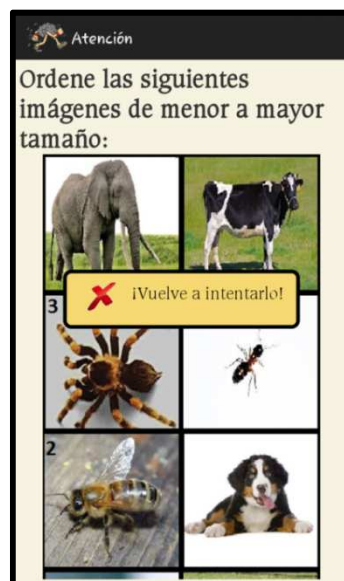 Atención
Ordene las siguientes
imágenes de menor a mayor
tamaño:
¡Vuelve a intentarlo!
3
2